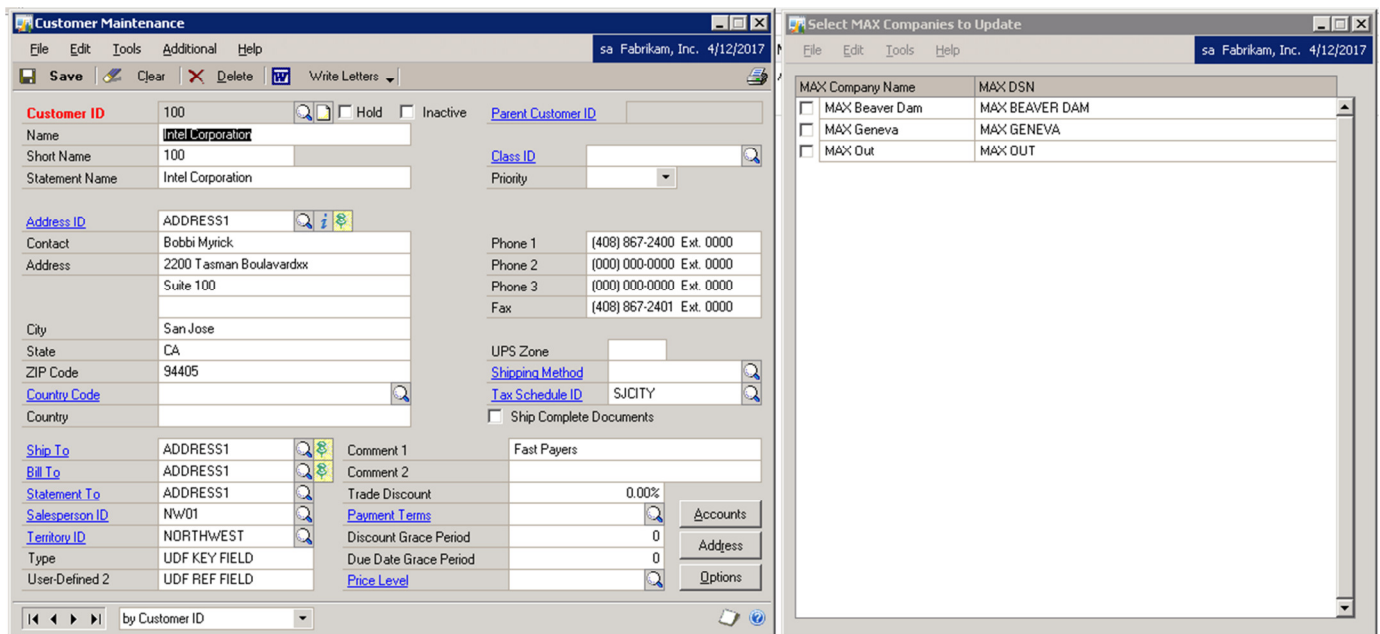 Customer Maintenance
File Edit Tools Additional Help sa Fabrikam, Inc. 4/12/2017
Save Clear Delete W Write Letters
Customer ID 100 Hold Inactive Parent Customer ID
Name Intel Corporation
Short Name 100 Class ID
Statement Name Intel Corporation Priority
Address ID ADDRESS1 i
Contact Bobbi Myrick Phone 1 (408) 867-2400 Ext. 0000
Address 2200 Tasman Boulavardxx Phone 2 (000) 000-0000 Ext. 0000
Suite 100 Phone 3 (000) 000-0000 Ext. 0000
Fax (408) 867-2401 Ext. 0000
City San Jose
State CA UPS Zone
ZIP Code 94405 Shipping Method
Country Code Tax Schedule ID SJCITY
Country Ship Complete Documents
Ship To ADDRESS1 Comment 1 Fast Payers
Bill To ADDRESS1 Comment 2
Statement To ADDRESS1 Trade Discount 0.00%
Salesperson ID NW01 Payment Terms Accounts
Territory ID NORTHWEST Discount Grace Period 0 Address
Type UDF KEY FIELD Due Date Grace Period 0
User-Defined 2 UDF REF FIELD Price Level Options
by Customer ID ?
Select MAX Companies to Update
File Edit Tools Help sa Fabrikam, Inc. 4/12/2017
MAX Company Name MAX DSN
MAX Beaver Dam MAX BEAVER DAM
MAX Geneva MAX GENEVA
MAX Out MAX OUT